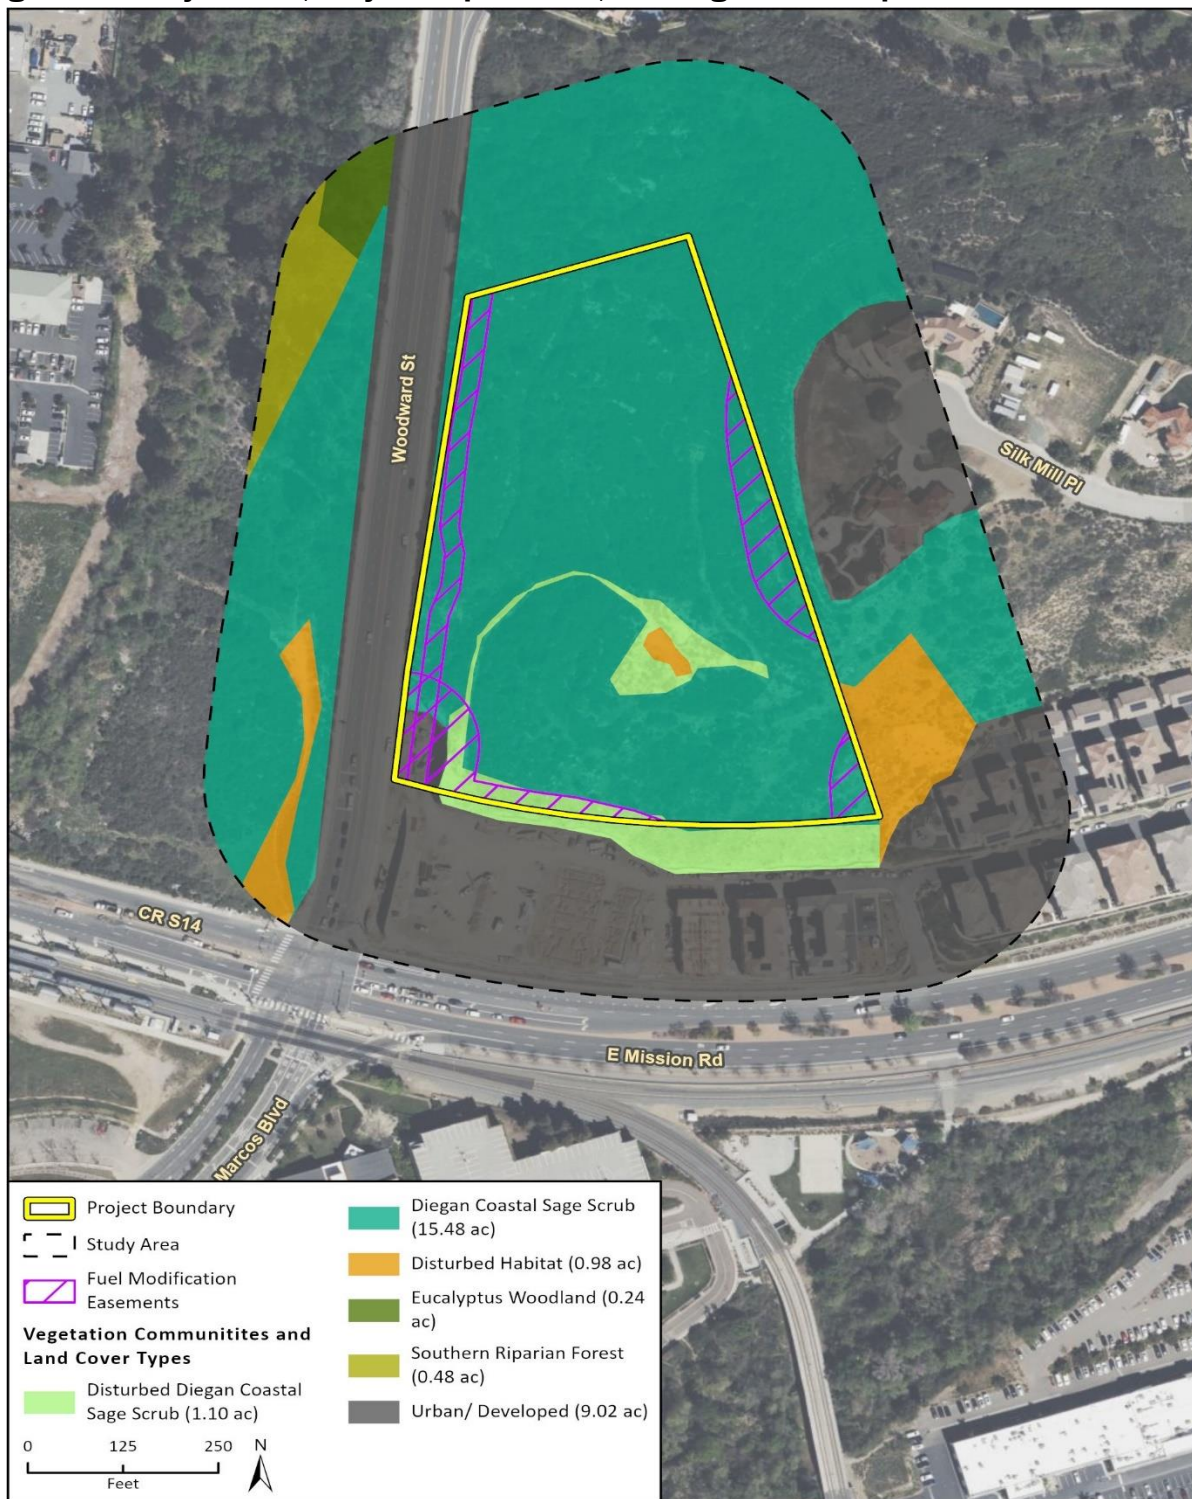 Woodward St
Silk Mill Pl
CR S14
E Mission Rd
Marcos Blvd
Project Boundary
Study Area
Fuel Modification
Easements
Vegetation Communitites and
Land Cover Types
Disturbed Diegan Coastal
Sage Scrub (1.10 ac)
Diegan Coastal Sage Scrub
(15.48 ac)
Disturbed Habitat (0.98 ac)
Eucalyptus Woodland (0.24
ac)
Southern Riparian Forest
(0.48 ac)
Urban/ Developed (9.02 ac)
0 125 250
Feet
N